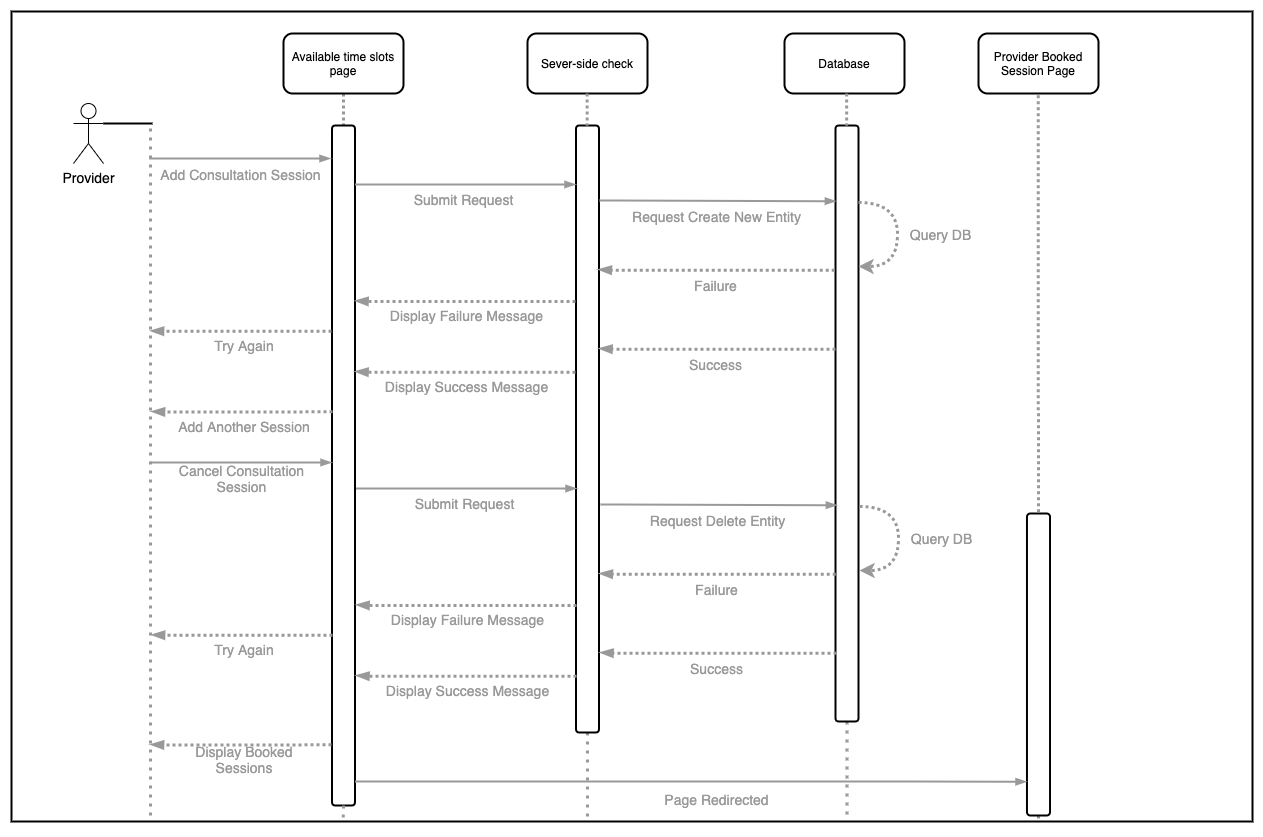 Available time slots
page
Sever-side check
Database
Provider Booked
Session Page
Provider
Add Consultation Session
Submit Request
Request Create New Entity
Query DB
Failure
Display Failure Message
Try Again
Success
Display Success Message
Add Another Session
Cancel Consultation
Session
Submit Request
Request Delete Entity
Query DB
Failure
Display Failure Message
Try Again
Success
Display Success Message
Display Booked
Sessions
Page Redirected